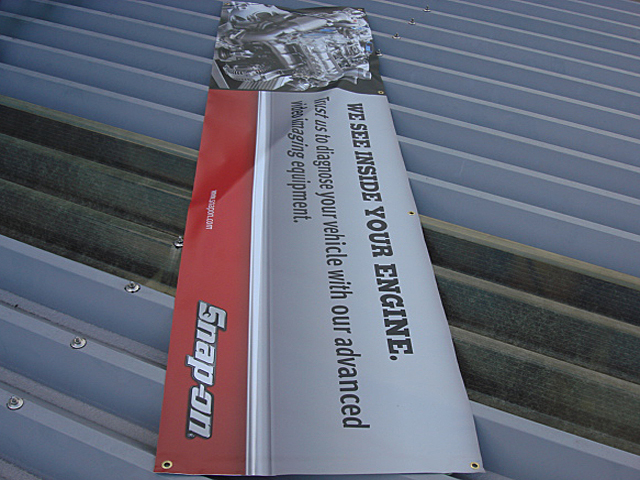 WE SEE INSIDE YOUR ENGINE.
Trust us to diagnose your vehicle with our advanced
video imaging equipment.
www.snapon.com
Snap-on